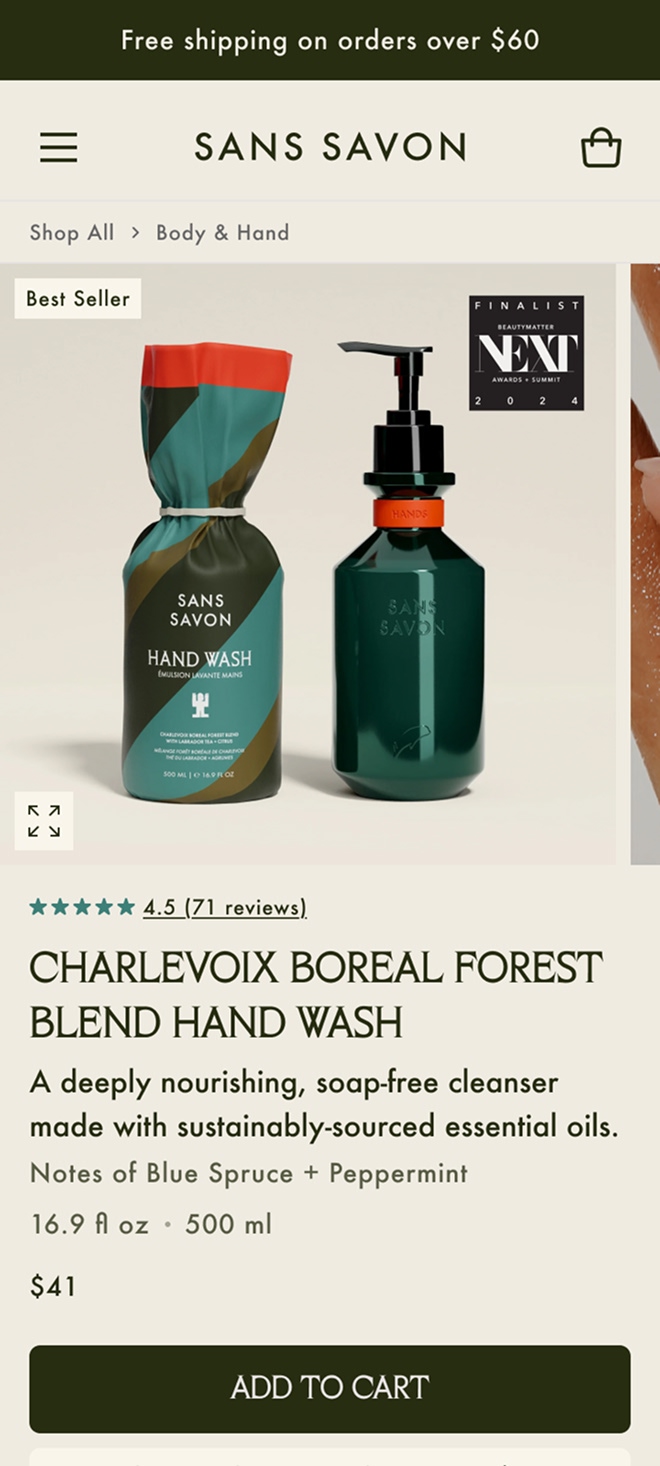 Free shipping on orders over $60
SANS SAVON
Shop All > Body & Hand
Best Seller
FINALIST
BEAUTYMATTER
NEXT
AWARDS + SUMMIT
2024
HANDS
SANS
SAVON
SANS
SAVON
HAND WASH
ÉMULSION LAVANTE MAINS
CHARLEVOIX BOREAL FOREST BLEND
WITH LABRADOR TEA + CITRUS
MÉLANGE FORÊT BORÉALE DE CHARLEVOIX
THÉ DU LABRADOR + AGRUMES
500 ML | 16.9 FL OZ
4.5 (71 reviews)
CHARLEVOIX BOREAL FOREST
BLEND HAND WASH
A deeply nourishing, soap-free cleanser
made with sustainably-sourced essential oils.
Notes of Blue Spruce + Peppermint
16.9 fl oz • 500 ml
$41
ADD TO CART